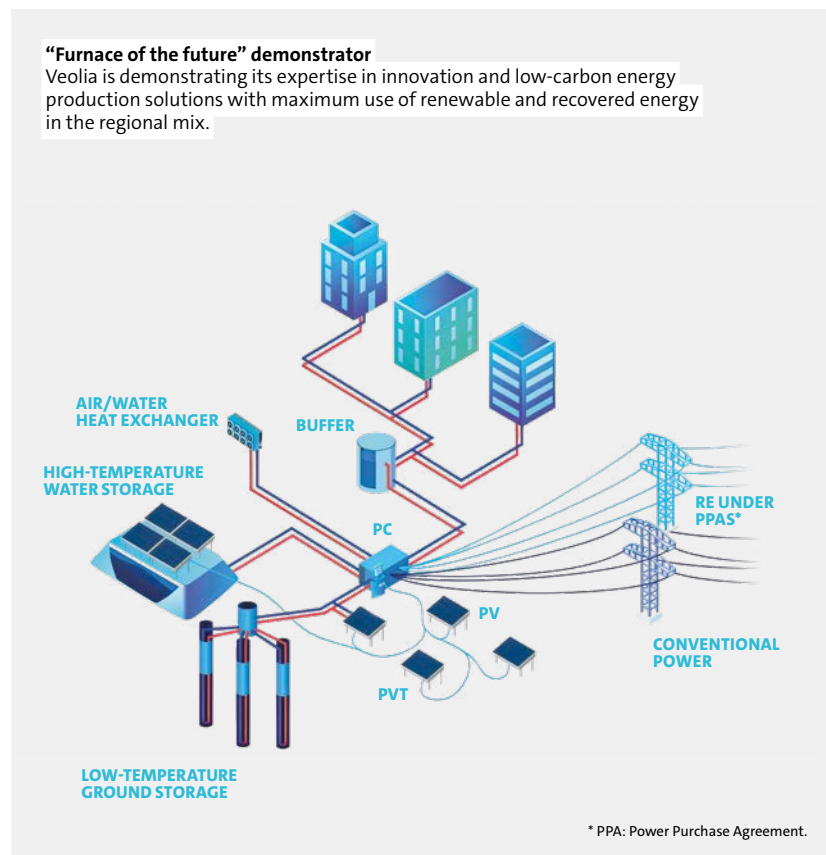 “Furnace of the future” demonstrator
Veolia is demonstrating its expertise in innovation and low-carbon energy
production solutions with maximum use of renewable and recovered energy
in the regional mix.
AIR/WATER
HEAT EXCHANGER
BUFFER
HIGH-TEMPERATURE
WATER STORAGE
RE UNDER
PPAS*
PC
PV
CONVENTIONAL
POWER
PVT
LOW-TEMPERATURE
GROUND STORAGE
* PPA: Power Purchase Agreement.